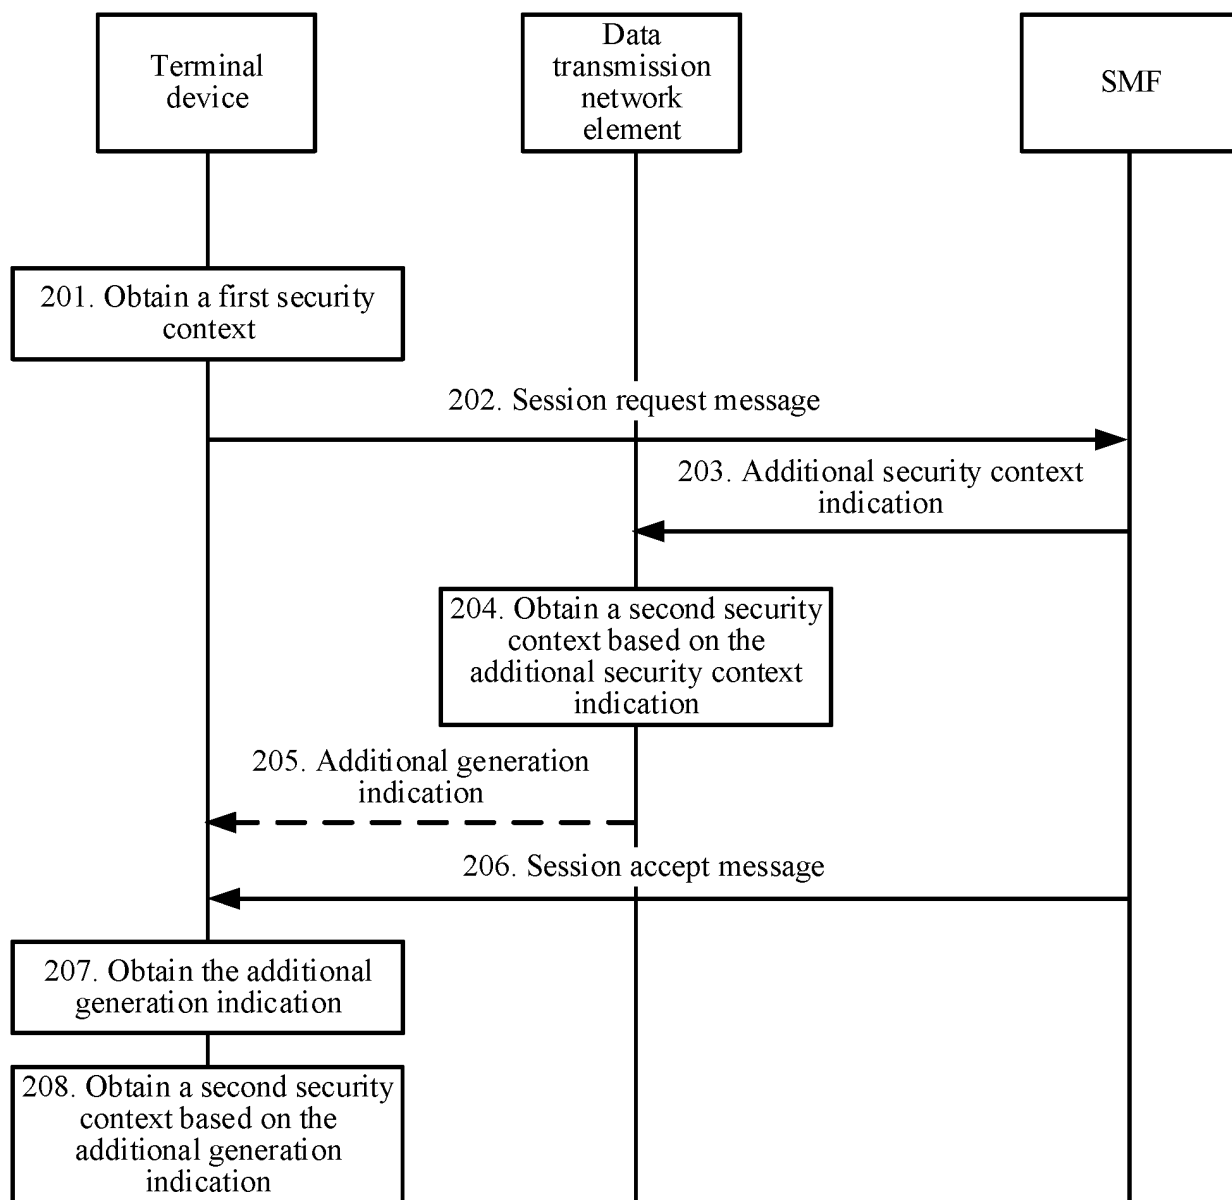 Terminal
device
Data
transmission
network
element
SMF
201. Obtain a first security
context
202. Session request message
203. Additional security context
indication
204. Obtain a second security
context based on the
additional security context
indication
205. Additional generation
indication
206. Session accept message
207. Obtain the additional
generation indication
208. Obtain a second security
context based on the
additional generation
indication